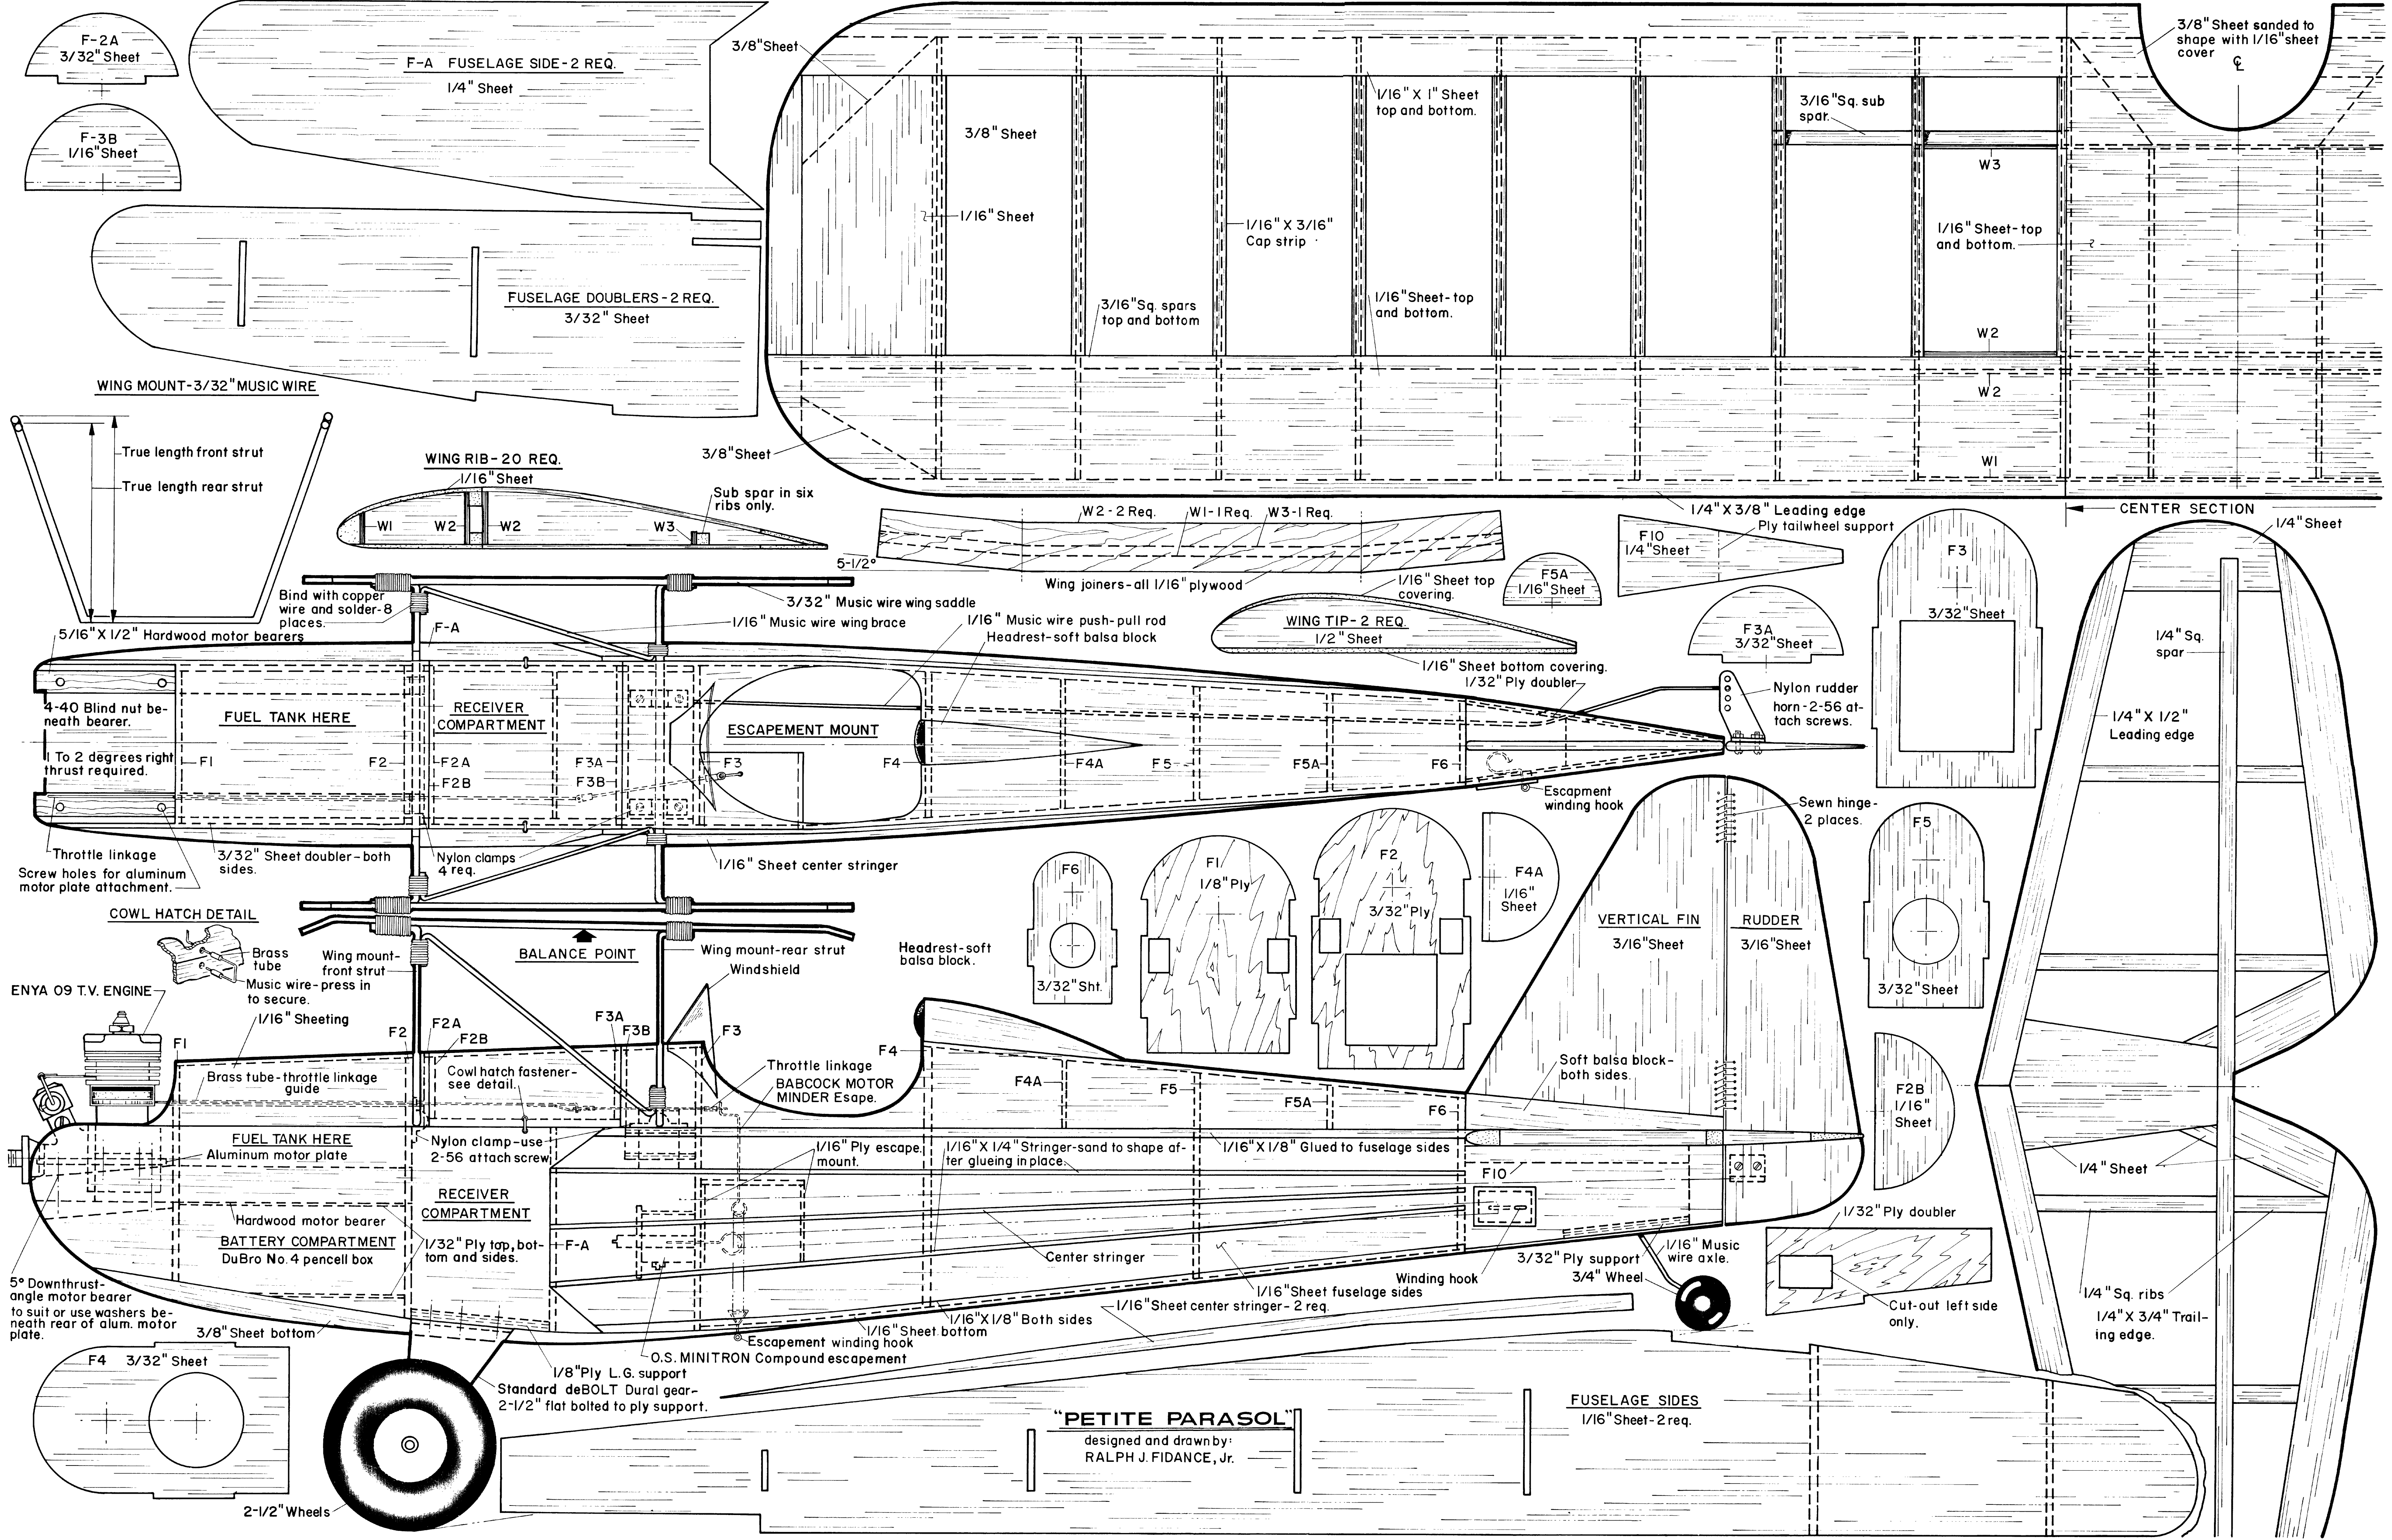 F-2A
3/32" Sheet
F-3B
1/16" Sheet
F-A FUSELAGE SIDE-2 REQ.
1/4" Sheet
FUSELAGE DOUBLERS-2 REQ.
3/32" Sheet
3/8" Sheet
3/8" Sheet
1/16" Sheet
1/16" X 3/16"
Cap strip
1/16" X 1" Sheet
top and bottom.
3/16" Sq. spars
top and bottom
1/16" Sheet-top
and bottom.
3/16" Sq. sub
spar.
3/8" Sheet sanded to
shape with 1/16" sheet
cover
℄
W3
1/16" Sheet-top
and bottom.
W2
W2
W1
3/8" Sheet
1/4" X 3/8" Leading edge
CENTER SECTION
WING MOUNT-3/32" MUSIC WIRE
True length front strut
True length rear strut
WING RIB-20 REQ.
1/16" Sheet
Sub spar in six
ribs only.
W1
W2
W2
W3
W2-2 Req.
W1-1 Req.
W3-1 Req.
5-1/2°
Wing joiners-all 1/16" plywood
F10
1/4" Sheet
Ply tailwheel support
F3
3/32" Sheet
1/4" Sheet
F5A
1/16" Sheet
1/16" Sheet top
covering.
WING TIP-2 REQ.
1/2" Sheet
1/16" Sheet bottom covering.
F3A
3/32" Sheet
1/4" Sq.
spar
1/4" X 1/2"
Leading edge
Bind with copper
wire and solder-8
places.
3/32" Music wire wing saddle
1/16" Music wire wing brace
1/16" Music wire push-pull rod
Headrest-soft balsa block
1/32" Ply doubler
Nylon rudder
horn-2-56 at-
tach screws.
5/16" X 1/2" Hardwood motor bearers
F-A
4-40 Blind nut be-
neath bearer.
FUEL TANK HERE
RECEIVER
COMPARTMENT
ESCAPEMENT MOUNT
1 To 2 degrees right
thrust required.
F1
F2
F2A
F2B
F3A
F3B
F3
F4
F4A
F5
F5A
F6
Escapment
winding hook
Throttle linkage
Screw holes for aluminum
motor plate attachment.
3/32" Sheet doubler-both
sides.
Nylon clamps
4 req.
1/16" Sheet center stringer
F6
3/32" Sht.
F1
1/8" Ply
F2
3/32" Ply
F4A
1/16"
Sheet
VERTICAL FIN
3/16" Sheet
RUDDER
3/16" Sheet
Sewn hinge-
2 places.
F5
3/32" Sheet
COWL HATCH DETAIL
Brass
tube
Music wire-press in
to secure.
Wing mount-
front strut
BALANCE POINT
Wing mount-rear strut
Windshield
Headrest-soft
balsa block.
ENYA 09 T.V. ENGINE
1/16" Sheeting
F1
F2
F2A
F2B
F3A
F3B
F3
Brass tube-throttle linkage
guide
Cowl hatch fastener-
see detail.
Throttle linkage
BABCOCK MOTOR
MINDER Esape.
F4
F4A
F5
F5A
F6
Soft balsa block-
both sides.
F2B
1/16"
Sheet
FUEL TANK HERE
Aluminum motor plate
Nylon clamp-use
2-56 attach screw
1/16" Ply escape.
mount.
1/16" X 1/4" Stringer-sand to shape af-
ter glueing in place.
1/16" X 1/8" Glued to fuselage sides
F10
1/4" Sheet
RECEIVER
COMPARTMENT
Hardwood motor bearer
BATTERY COMPARTMENT
DuBro No. 4 pencell box
1/32" Ply top, bot-
tom and sides.
F-A
Center stringer
1/32" Ply doubler
3/32" Ply support
1/16" Music
wire axle.
3/4" Wheel
Winding hook
1/16" Sheet fuselage sides
1/16" Sheet center stringer-2 req.
Cut-out left side
only.
1/4" Sq. ribs
1/4" X 3/4" Trail-
ing edge.
5° Downthrust-
angle motor bearer
to suit or use washers be-
neath rear of alum. motor
plate.
3/8" Sheet bottom
1/16" X 1/8" Both sides
1/16" Sheet bottom
Escapement winding hook
O.S. MINITRON Compound escapement
1/8" Ply L.G. support
Standard deBOLT Dural gear-
2-1/2" flat bolted to ply support.
F4
3/32" Sheet
2-1/2" Wheels
"PETITE PARASOL"
designed and drawn by:
RALPH J. FIDANCE, Jr.
FUSELAGE SIDES
1/16" Sheet-2 req.